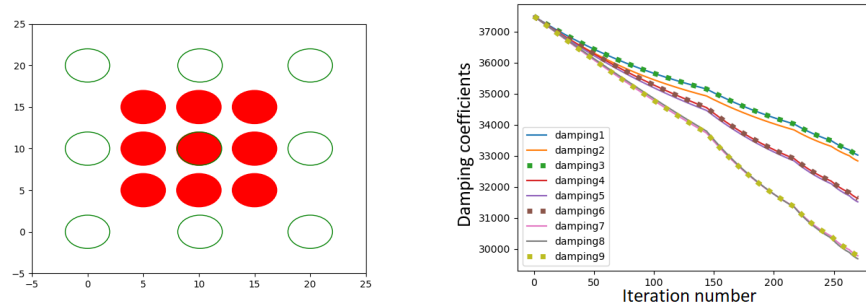 25
20
15
10
5
0
−5
−5 0 5 10 15 20 25
Damping coefficients
37000
36000
35000
34000
33000
32000
31000
30000
damping1
damping2
damping3
damping4
damping5
damping6
damping7
damping8
damping9
0 50 100 150 200 250
Iteration number